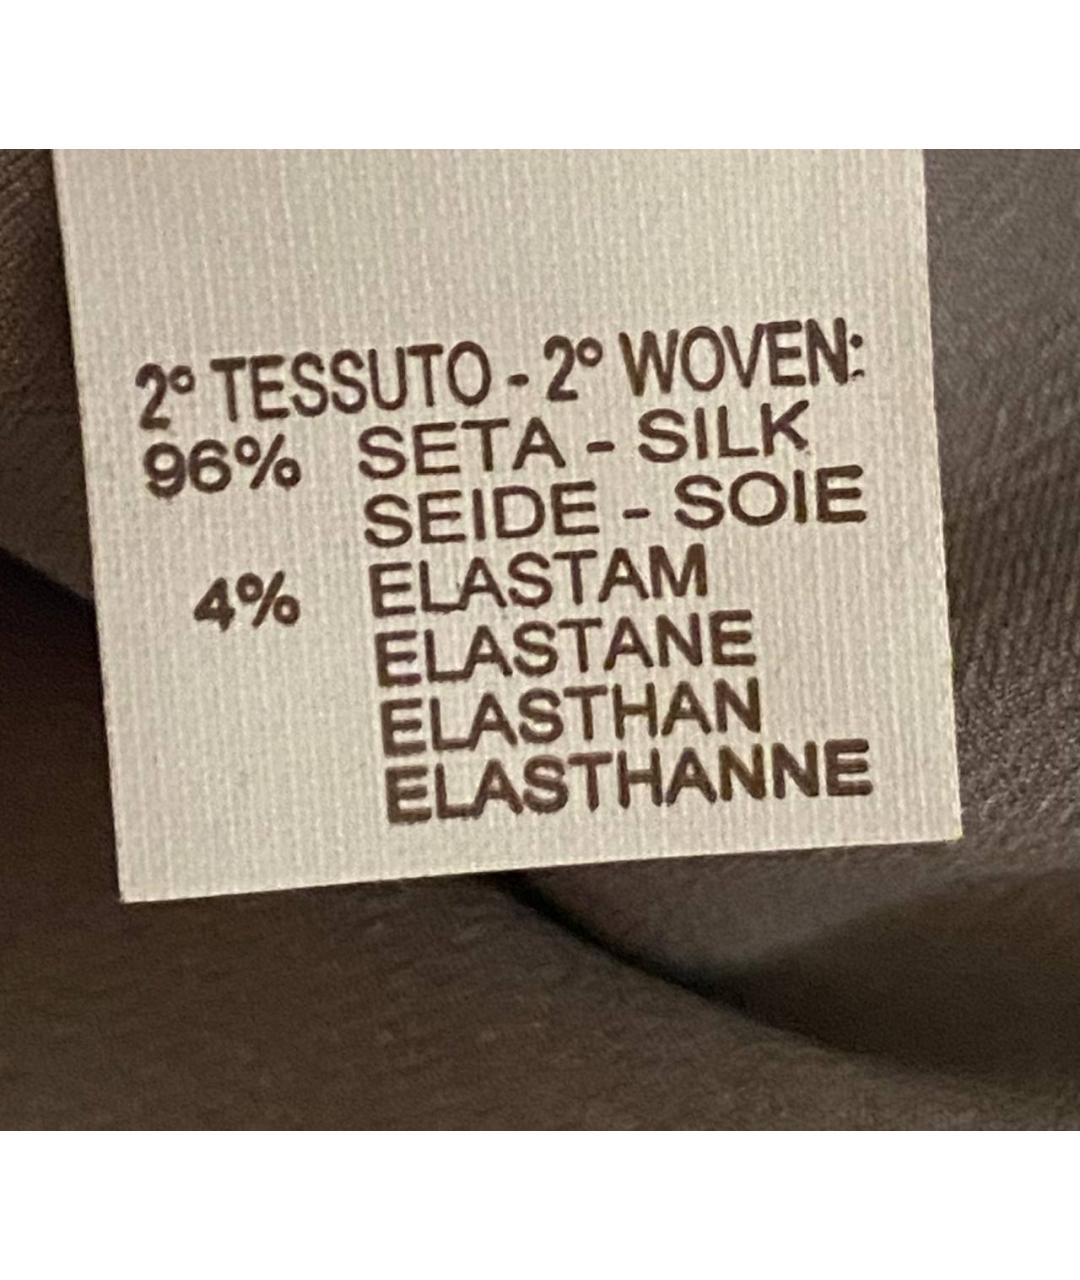 2° TESSUTO - 2° WOVEN:
96% SETA - SILK
SEIDE - SOIE
4% ELASTAM
ELASTANE
ELASTHAN
ELASTHANNE